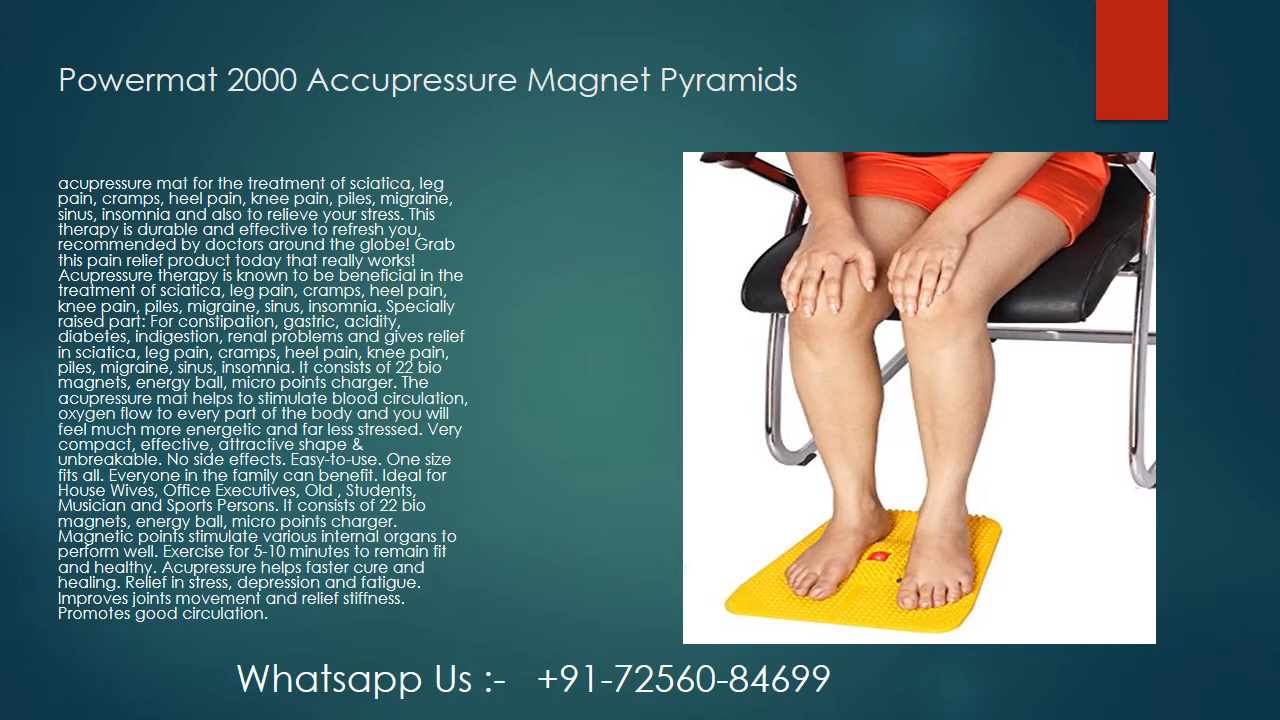 Powermat 2000 Accupressure Magnet Pyramids
acupressure mat for the treatment of sciatica, leg
pain, cramps, heel pain, knee pain, piles, migraine,
sinus, insomnia and also to relieve your stress. This
therapy is durable and effective to refresh you,
recommended by doctors around the globe! Grab
this pain relief product today that really works!
Acupressure therapy is known to be beneficial in the
treatment of sciatica, leg pain, cramps, heel pain,
knee pain, piles, migraine, sinus, insomnia. Specially
raised part: For constipation, gastric, acidity,
diabetes, indigestion, renal problems and gives relief
in sciatica, leg pain, cramps, heel pain, knee pain,
piles, migraine, sinus, insomnia. It consists of 22 bio
magnets, energy ball, micro points charger. The
acupressure mat helps to stimulate blood circulation,
oxygen flow to every part of the body and you will
feel much more energetic and far less stressed. Very
compact, effective, attractive shape &
unbreakable. No side effects. Easy-to-use. One size
fits all. Everyone in the family can benefit. Ideal for
House Wives, Office Executives, Old , Students,
Musician and Sports Persons. It consists of 22 bio
magnets, energy ball, micro points charger.
Magnetic points stimulate various internal organs to
perform well. Exercise for 5-10 minutes to remain fit
and healthy. Acupressure helps faster cure and
healing. Relief in stress, depression and fatigue.
Improves joints movement and relief stiffness.
Promotes good circulation.
Whatsapp Us :- +91-72560-84699